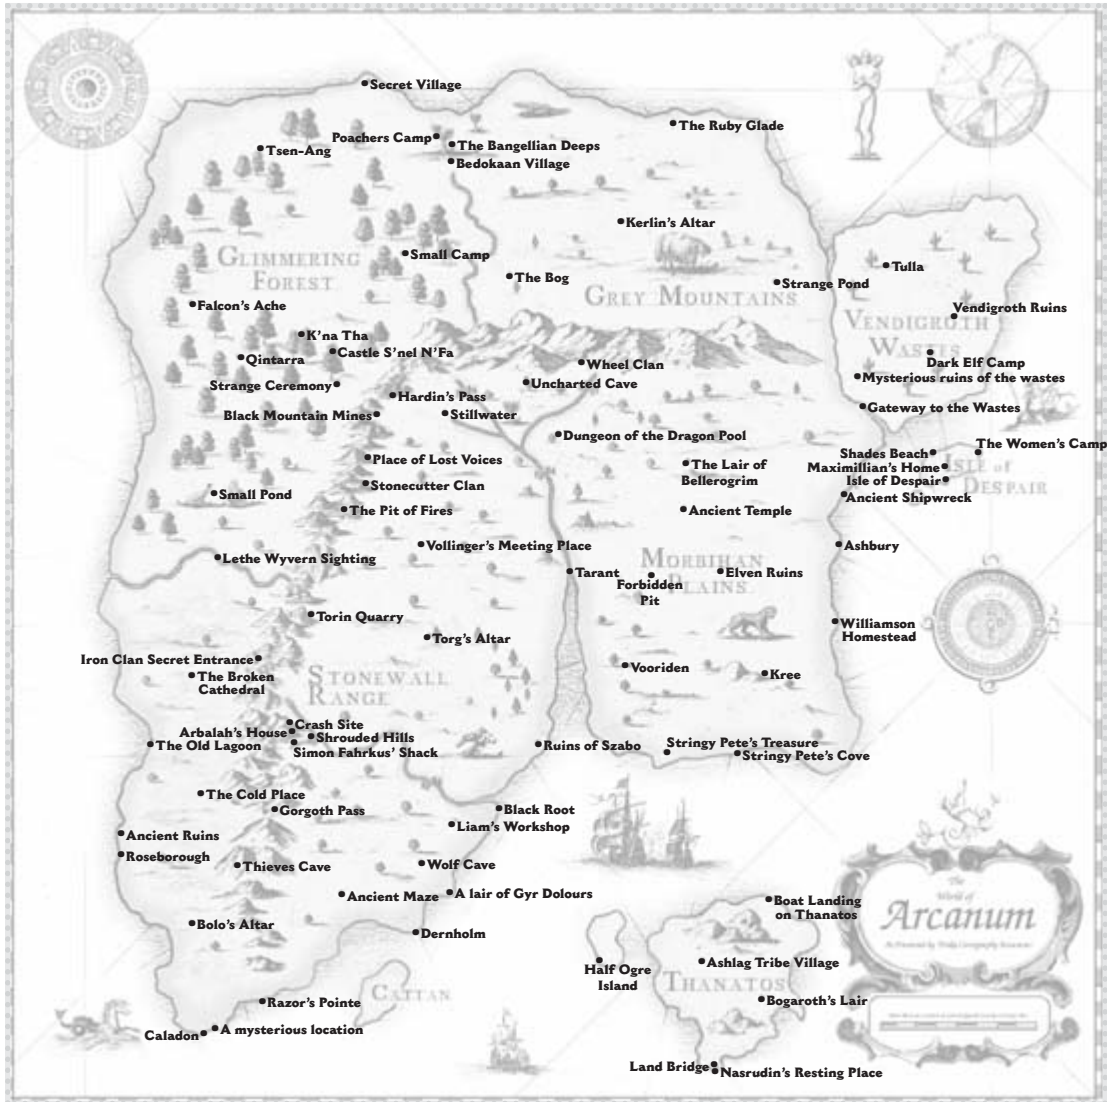 Secret Village
The Ruby Glade
Poachers Camp
The Bangellian Deeps
Tsen-Ang
Bedokaan Village
Kerlin's Altar
Small Camp
GLIMMERING
FOREST
Tulla
The Bog
Strange Pond
GREY MOUNTAINS
Falcon's Ache
Vendigroth Ruins
VENDIGROTH
WASTES
K'na Tha
Castle S'nel N'Fa
Qintarra
Dark Elf Camp
Wheel Clan
Mysterious ruins of the wastes
Strange Ceremony
Uncharted Cave
Hardin's Pass
Gateway to the Wastes
Black Mountain Mines
Stillwater
Dungeon of the Dragon Pool
The Women's Camp
Shades Beach
Place of Lost Voices
The Lair of
Bellerogrim
Maximillian's Home
ISLE of
DESPAIR
Isle of Despair
Stonecutter Clan
Small Pond
Ancient Shipwreck
The Pit of Fires
Ancient Temple
Vollinger's Meeting Place
Ashbury
Lethe Wyvern Sighting
MORBIHAN
PLAINS
Tarant
Forbidden
Pit
Elven Ruins
Torin Quarry
Williamson
Homestead
Torg's Altar
Iron Clan Secret Entrance
Vooriden
Kree
The Broken
Cathedral
STONEWALL
RANGE
Crash Site
Arbalah's House
Shrouded Hills
The Old Lagoon
Simon Fahrkus' Shack
Ruins of Szabo
Stringy Pete's Treasure
Stringy Pete's Cove
The Cold Place
Gorgoth Pass
Black Root
Liam's Workshop
Ancient Ruins
Roseborough
Thieves Cave
Wolf Cave
Ancient Maze
A lair of Gyr Dolours
Boat Landing
on Thanatos
The
World of
Arcanum
Bolo's Altar
Dernholm
Half Ogre
Island
Ashlag Tribe Village
THANATOS
CATTAN
Razor's Pointe
Bogaroth's Lair
Caladon
A mysterious location
Land Bridge
Nasrudin's Resting Place